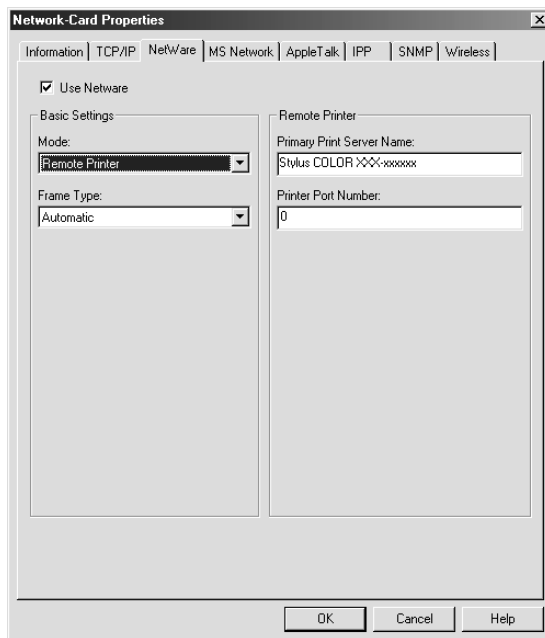 Network-Card Properties
Information TCP/IP NetWare MS Network AppleTalk IPP SNMP Wireless
Use Netware
Basic Settings
Mode:
Remote Printer
Frame Type:
Automatic
Remote Printer
Primary Print Server Name:
Stylus COLOR XXX-xxxxxx
Printer Port Number:
0
OK Cancel Help